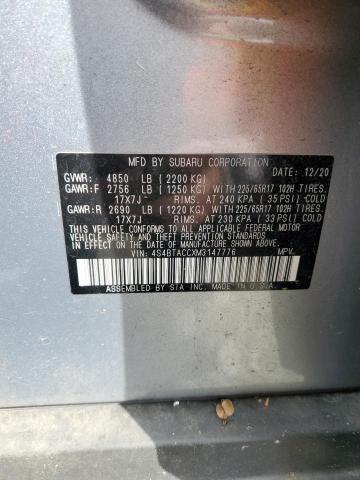 MFD BY SUBARU CORPORATION
GVWR: 4850 LB (2200 KG) DATE: 12/20
GAWR:F 2756 LB (1250 KG) WITH 225/65R17 102H TIRES.
17X7J RIMS. AT 240 KPA ( 35 PSI) COLD
GAWR:R 2690 LB (1220 KG) WITH 225/65R17 102H TIRES.
17X7J RIMS. AT 230 KPA ( 33 PSI) COLD
THIS VEHICLE CONFORMS TO ALL APPLICABLE FEDERAL MOTOR
VEHICLE SAFETY, BUMPER, AND THEFT PREVENTION STANDARDS
IN EFFECT ON THE DATE OF MANUFACTURE SHOWN ABOVE.
VIN: 4S4BTACCXM3147776 MPV
ASSEMBLED BY SIA INC. MADE IN U.S.A.